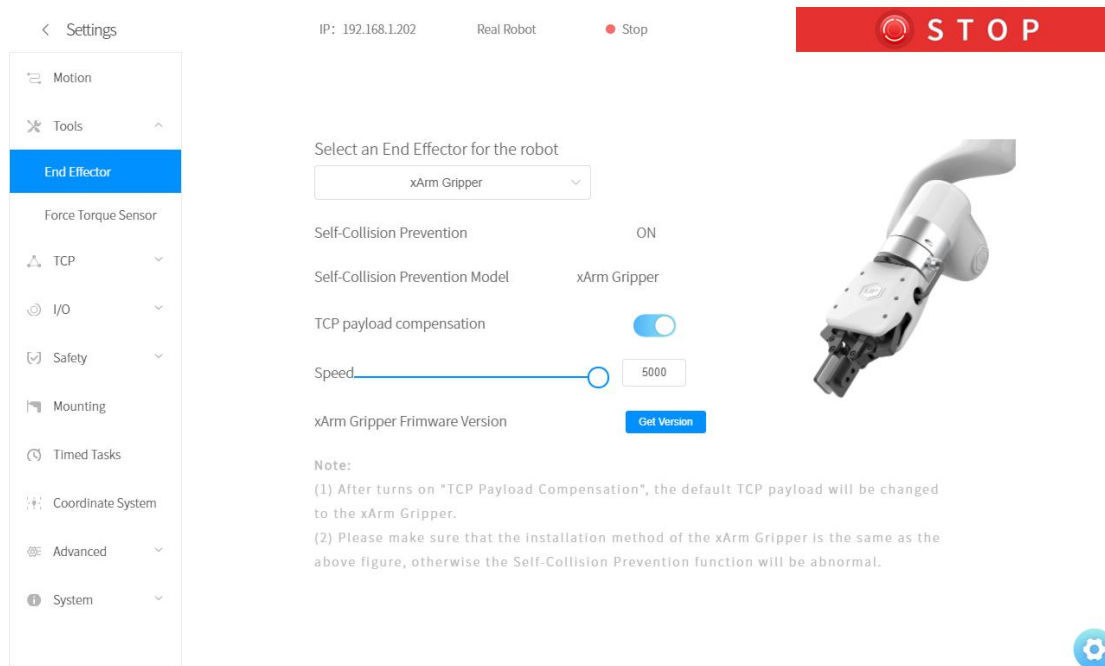 Settings
IP: 192.168.1.202
Real Robot
Stop
STOP
Motion
Tools
End Effector
Force Torque Sensor
TCP
I/O
Safety
Mounting
Timed Tasks
Coordinate System
Advanced
System
Select an End Effector for the robot
xArm Gripper
Self-Collision Prevention ON
Self-Collision Prevention Model xArm Gripper
TCP payload compensation
Speed 5000
xArm Gripper Frimware Version Get Version
Note:
(1) After turns on "TCP Payload Compensation", the default TCP payload will be changed
to the xArm Gripper.
(2) Please make sure that the installation method of the xArm Gripper is the same as the
above figure, otherwise the Self-Collision Prevention function will be abnormal.